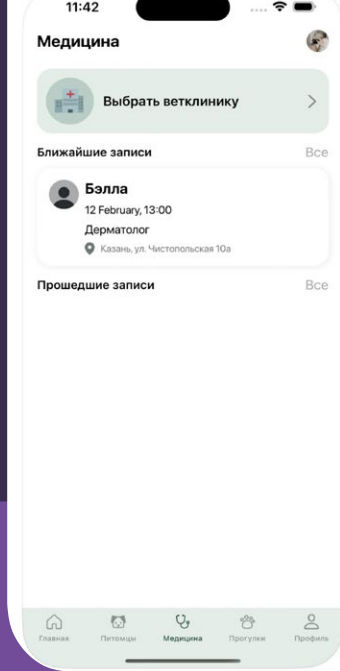 11:42
Медицина
Выбрать ветклинику
Ближайшие записи Все
Бэлла
12 February, 13:00
Дерматолог
Казань, ул. Чистопольская 10а
Прошедшие записи Все
Главная Питомцы Медицина Прогулки Профиль